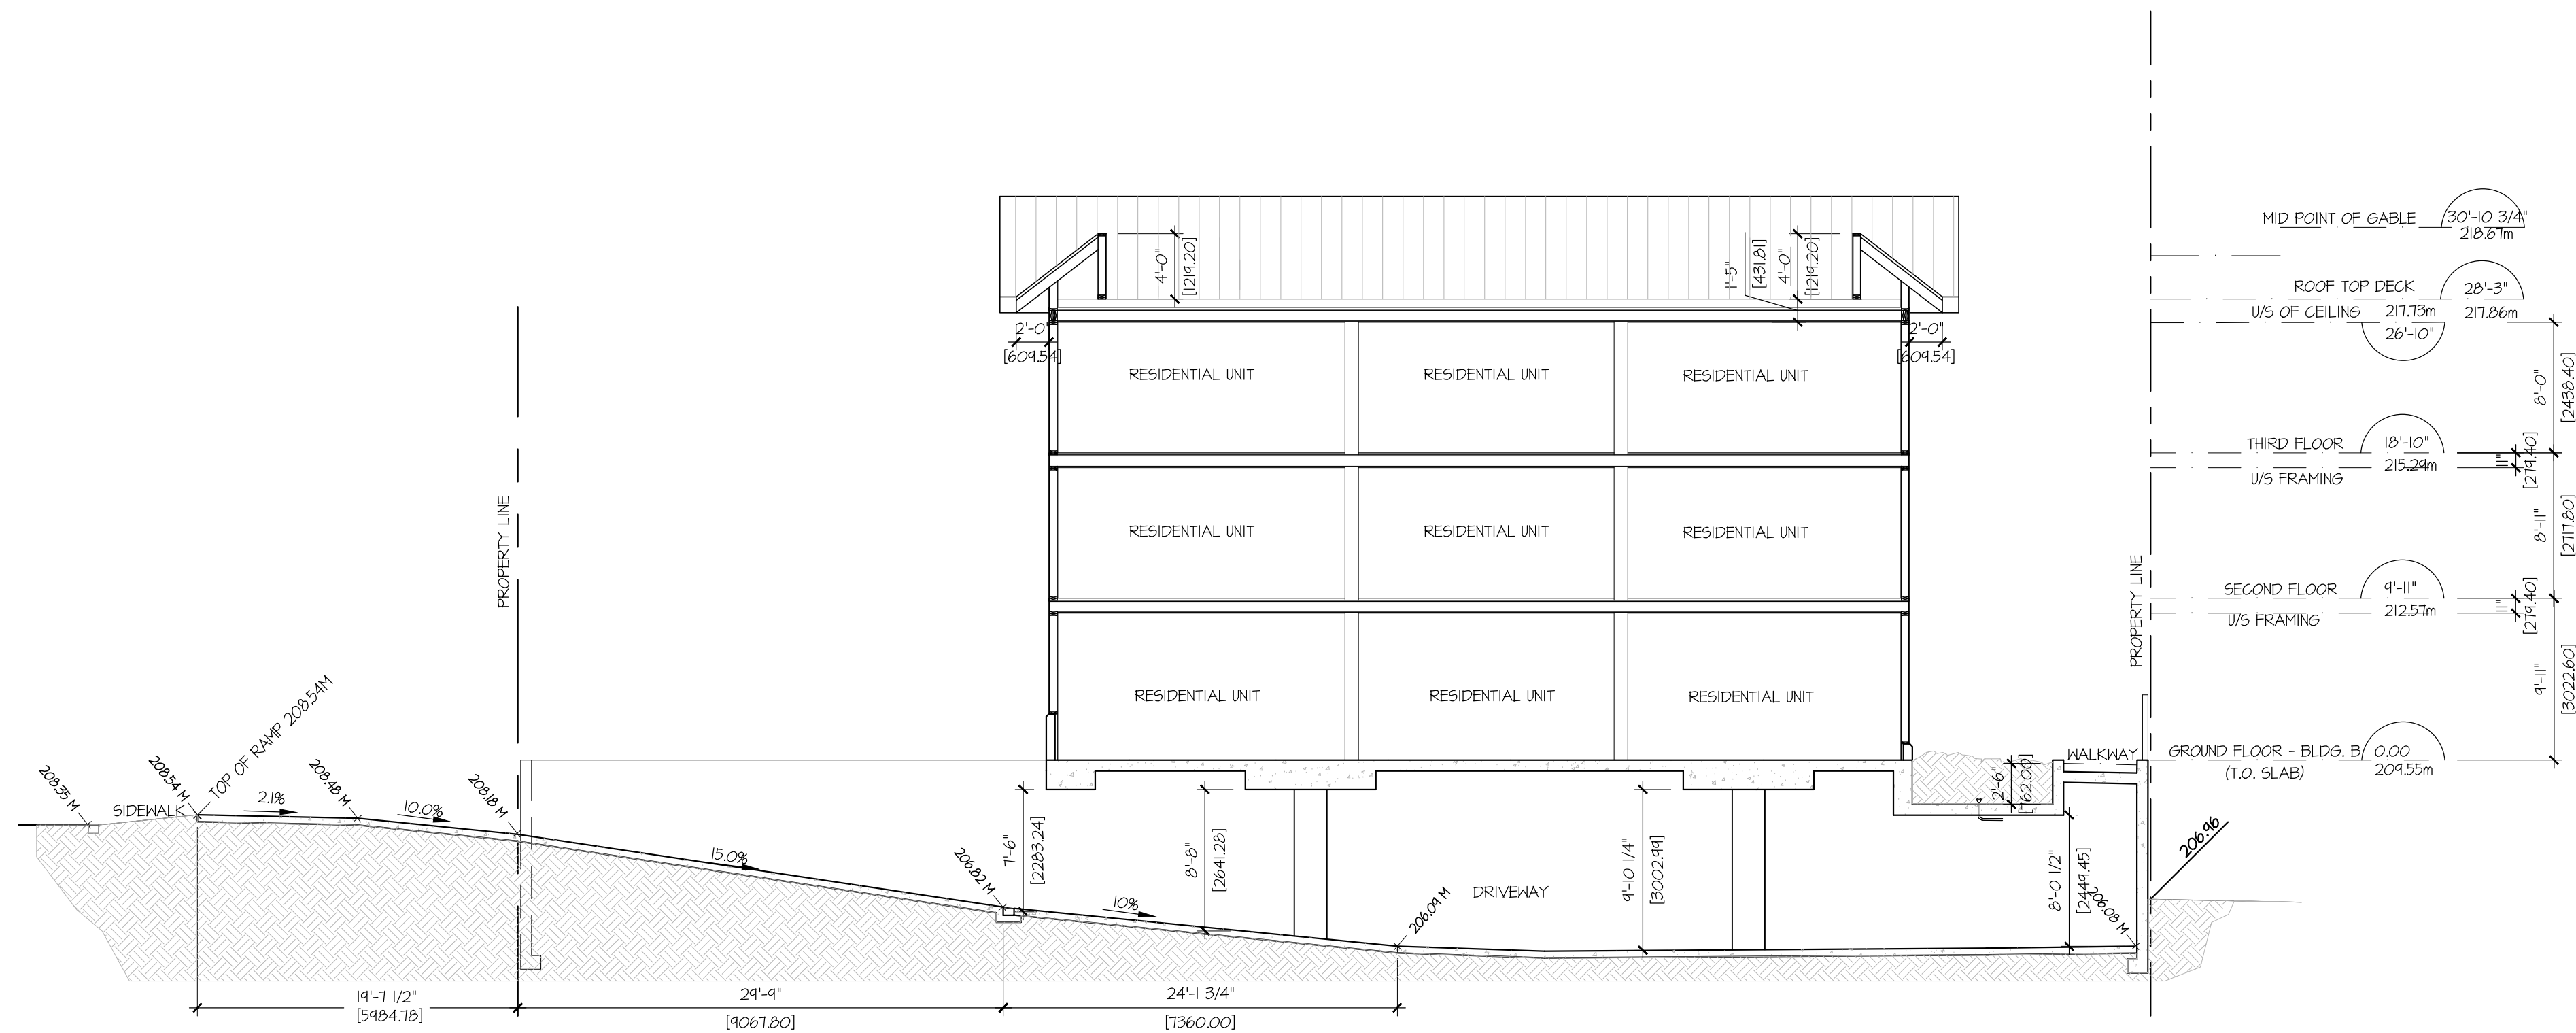 MID POINT OF GABLE
30'-10 3/4"
218.67m
4'-0"
[1219.20]
1'-5"
[431.81]
4'-0"
[1219.20]
ROOF TOP DECK
28'-3"
217.86m
U/S OF CEILING
217.73m
26'-10"
2'-0"
[609.54]
2'-0"
[609.54]
RESIDENTIAL UNIT
RESIDENTIAL UNIT
RESIDENTIAL UNIT
8'-0"
[2438.40]
THIRD FLOOR
18'-10"
215.29m
U/S FRAMING
11"
[279.40]
PROPERTY LINE
RESIDENTIAL UNIT
RESIDENTIAL UNIT
RESIDENTIAL UNIT
8'-11"
[2717.80]
PROPERTY LINE
SECOND FLOOR
9'-11"
212.57m
U/S FRAMING
11"
[279.40]
RESIDENTIAL UNIT
RESIDENTIAL UNIT
RESIDENTIAL UNIT
9'-11"
[3022.60]
WALKWAY
GROUND FLOOR - BLDG. B
0.00
(T.O. SLAB)
209.55m
208.35 M
SIDEWALK
208.54 M
TOP OF RAMP 208.54M
2.1%
208.48 M
10.0%
208.18 M
15.0%
206.82 M
7'-6"
[2283.24]
10%
8'-8"
[2641.28]
206.09 M
DRIVEWAY
9'-10 1/4"
[3002.99]
2'-6"
[762.00]
8'-0 1/2"
[2449.45]
206.08 M
206.96
19'-7 1/2"
[5984.78]
29'-9"
[9067.80]
24'-1 3/4"
[7360.00]